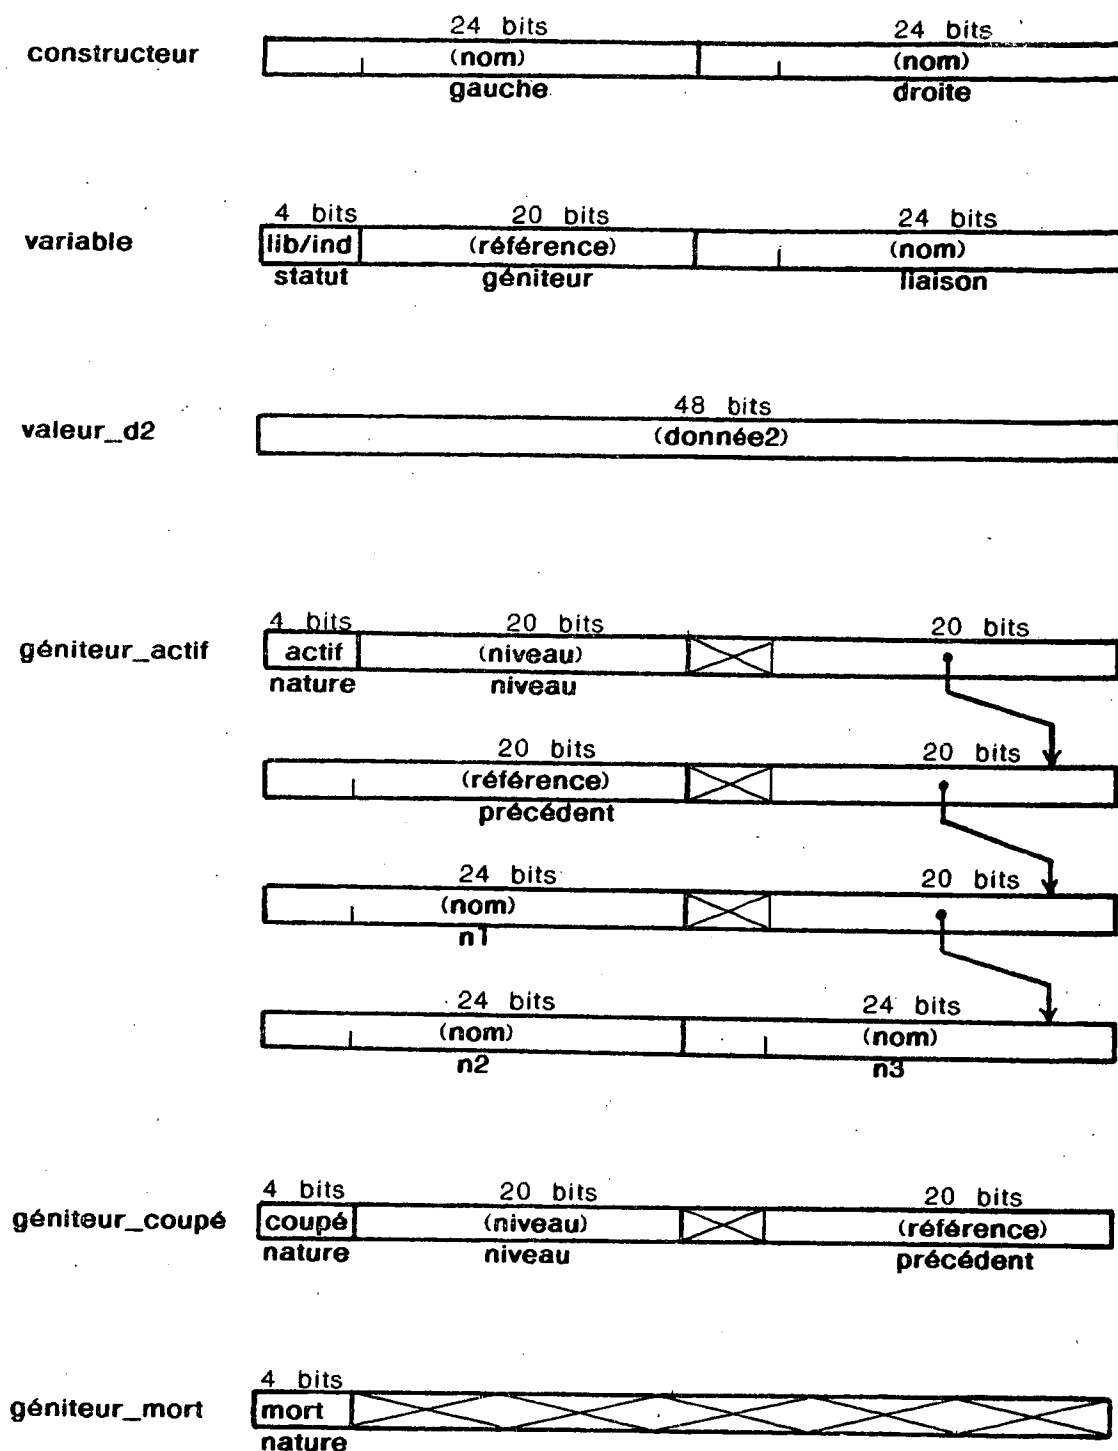 24 bits 24 bits
constructeur (nom) (nom)
gauche droite
4 bits 20 bits 24 bits
variable lib/ind (référence) (nom)
statut géniteur liaison
48 bits
valeur_d2 (donnée2)
4 bits 20 bits 20 bits
géniteur_actif actif (niveau)
nature niveau
20 bits 20 bits
(référence)
précédent
24 bits 20 bits
(nom)
n1
24 bits 24 bits
(nom) (nom)
n2 n3
4 bits 20 bits 20 bits
géniteur_coupé coupé (niveau) (référence)
nature niveau précédent
4 bits
géniteur_mort mort
nature